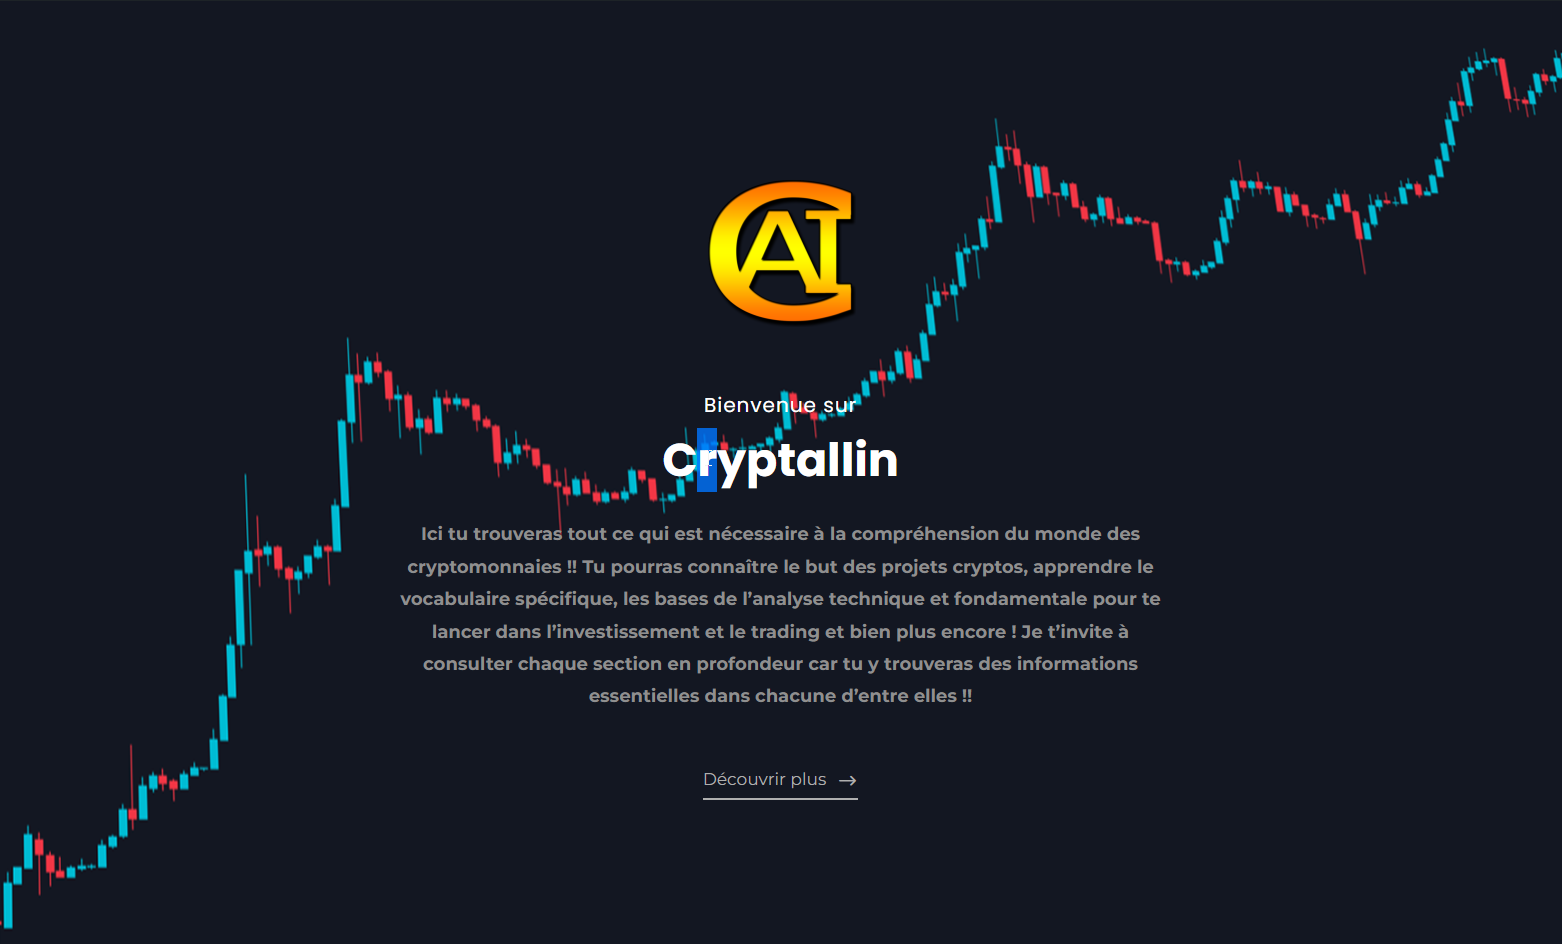 CAI
Bienvenue sur
Cryptallin
Ici tu trouveras tout ce qui est nécessaire à la compréhension du monde des
cryptomonnaies !! Tu pourras connaître le but des projets cryptos, apprendre le
vocabulaire spécifique, les bases de l’analyse technique et fondamentale pour te
lancer dans l’investissement et le trading et bien plus encore ! Je t’invite à
consulter chaque section en profondeur car tu y trouveras des informations
essentielles dans chacune d’entre elles !!
Découvrir plus →